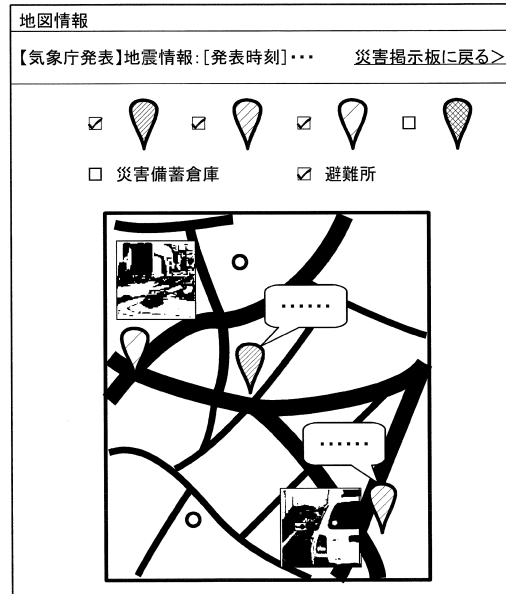 地図情報
【気象庁発表】地震情報:[発表時刻]・・・ 災害掲示板に戻る>
災害備蓄倉庫 避難所
・・・・・・
・・・・・・